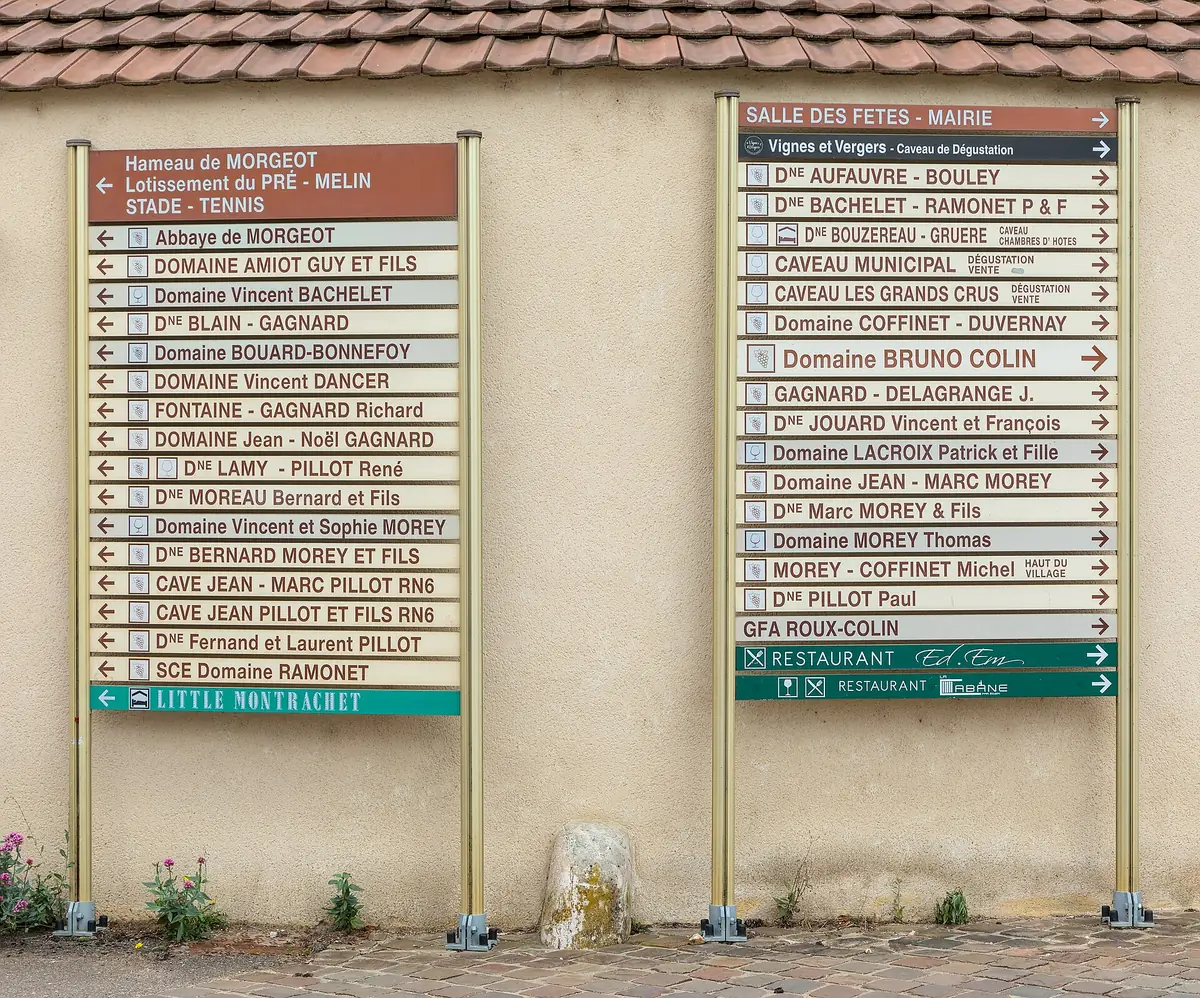 Hameau de MORGEOT
Lotissement du PRÉ - MELIN
STADE - TENNIS
Abbaye de MORGEOT
DOMAINE AMIOT GUY ET FILS
Domaine Vincent BACHELET
DNE BLAIN - GAGNARD
Domaine BOUARD-BONNEFOY
DOMAINE Vincent DANCER
FONTAINE - GAGNARD Richard
DOMAINE Jean - Noël GAGNARD
DNE LAMY - PILLOT René
DNE MOREAU Bernard et Fils
Domaine Vincent et Sophie MOREY
DNE BERNARD MOREY ET FILS
CAVE JEAN - MARC PILLOT RN6
CAVE JEAN PILLOT ET FILS RN6
DNE Fernand et Laurent PILLOT
SCE Domaine RAMONET
LITTLE MONTRACHET
SALLE DES FETES - MAIRIE
Vignes et Vergers - Caveau de Dégustation
DNE AUFAUVRE - BOULEY
DNE BACHELET - RAMONET P & F
DNE BOUZEREAU - GRUERE CAVEAU CHAMBRES D'HOTES
CAVEAU MUNICIPAL DÉGUSTATION VENTE
CAVEAU LES GRANDS CRUS DÉGUSTATION VENTE
Domaine COFFINET - DUVERNAY
Domaine BRUNO COLIN
GAGNARD - DELAGRANGE J.
DNE JOUARD Vincent et François
Domaine LACROIX Patrick et Fille
Domaine JEAN - MARC MOREY
DNE Marc MOREY & Fils
Domaine MOREY Thomas
MOREY - COFFINET Michel HAUT DU VILLAGE
DNE PILLOT Paul
GFA ROUX-COLIN
RESTAURANT Ed.Em
RESTAURANT LA TABÀNE